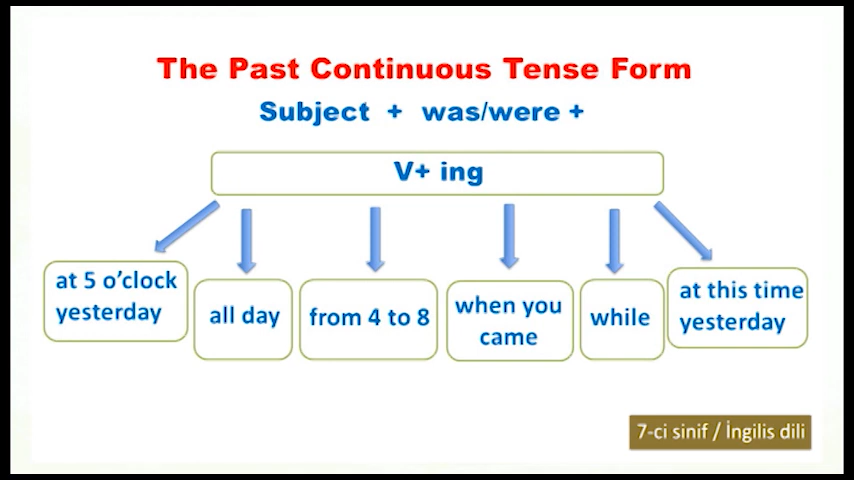 The Past Continuous Tense Form
Subject + was/were +
V+ ing
at 5 o’clock
yesterday
all day
from 4 to 8
when you
came
while
at this time
yesterday
7-ci sinif / İngilis dili